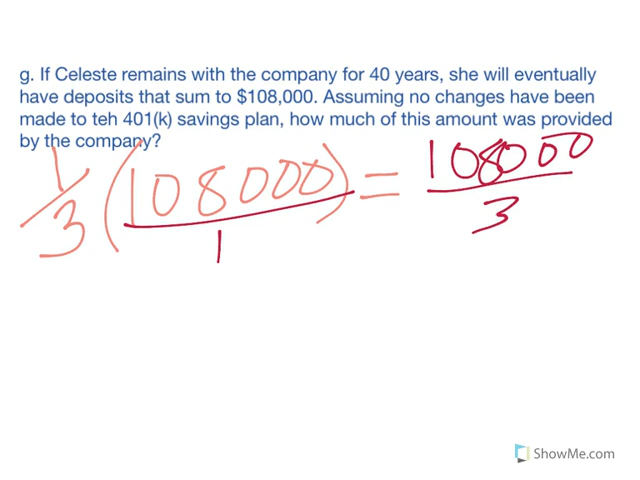 g. If Celeste remains with the company for 40 years, she will eventually
have deposits that sum to $108,000. Assuming no changes have been
made to teh 401(k) savings plan, how much of this amount was provided
by the company?
1/3 (108000/1) = 108000/3
ShowMe.com